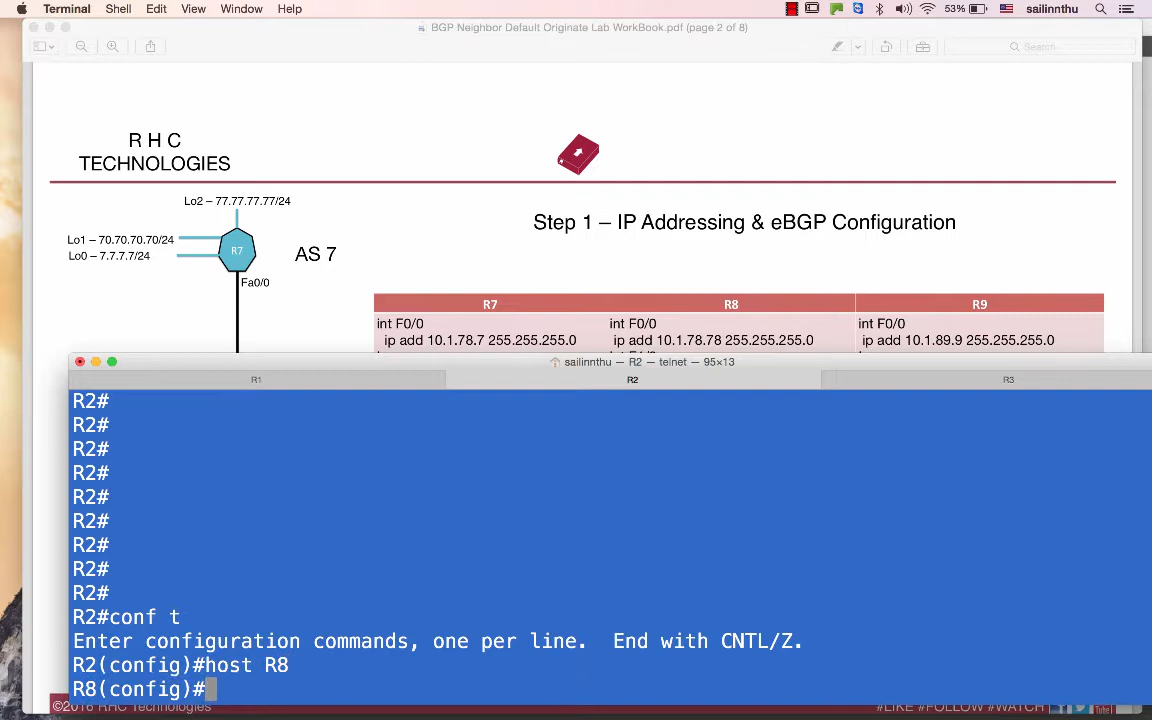 Terminal Shell Edit View Window Help 53% sailinnthu
BGP Neighbor Default Originate Lab WorkBook.pdf (page 2 of 8)
Search
R H C
TECHNOLOGIES
Lo2 – 77.77.77.77/24
Step 1 – IP Addressing & eBGP Configuration
Lo1 – 70.70.70.70/24
R7
AS 7
Lo0 – 7.7.7.7/24
Fa0/0
R7 R8 R9
int F0/0 int F0/0 int F0/0
ip add 10.1.78.7 255.255.255.0 ip add 10.1.78.78 255.255.255.0 ip add 10.1.89.9 255.255.255.0
sailinnthu — R2 — telnet — 95×13
R1 R2 R3
R2#
R2#
R2#
R2#
R2#
R2#
R2#
R2#
R2#
R2#conf t
Enter configuration commands, one per line.  End with CNTL/Z.
R2(config)#host R8
R8(config)#
©2016 RHC Technologies #LIKE #FOLLOW #WATCH